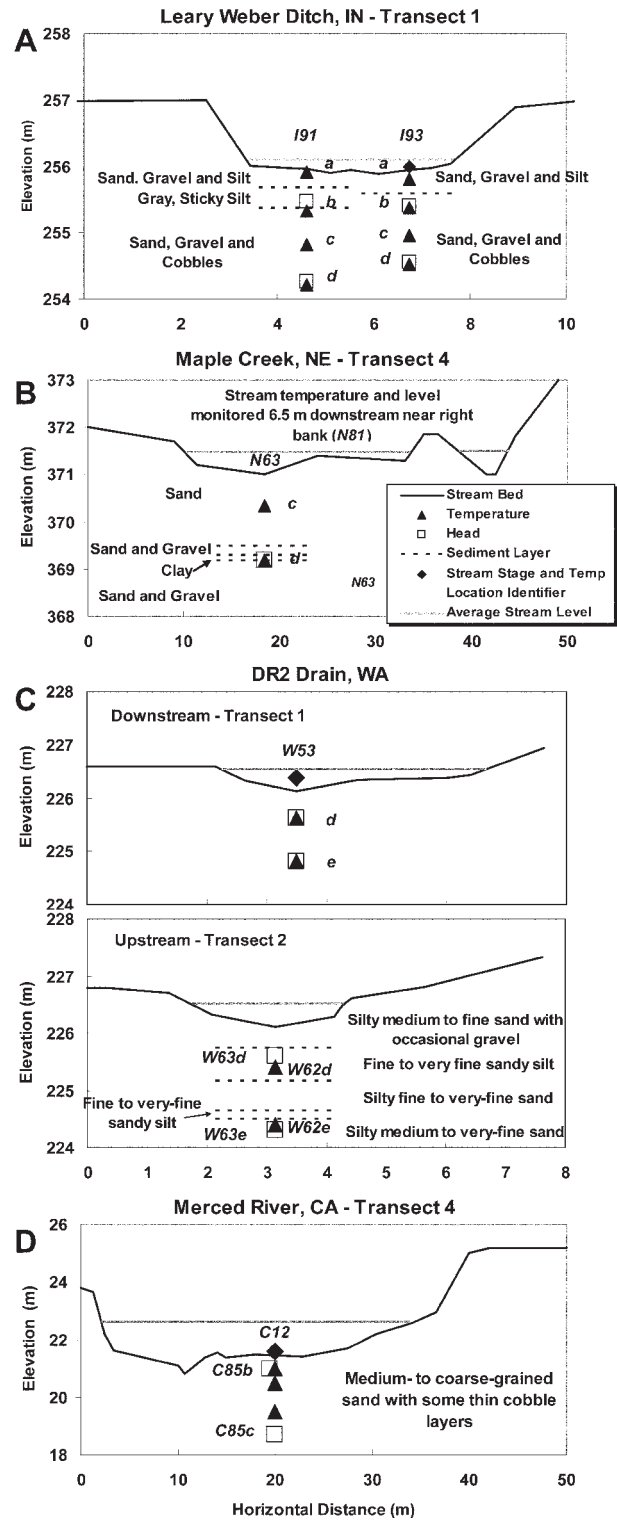 Leary Weber Ditch, IN - Transect 1
A
258
257
256
255
254
Elevation (m)
I91
I93
a
a
Sand. Gravel and Silt
Sand, Gravel and Silt
Gray, Sticky Silt
b
b
Sand, Gravel and
Cobbles
c
c
Sand, Gravel and
Cobbles
d
d
0
2
4
6
8
10
Maple Creek, NE - Transect 4
B
373
372
371
370
369
368
Elevation (m)
Stream temperature and level
monitored 6.5 m downstream near right
bank (N81)
N63
Sand
c
Sand and Gravel
Clay
d
Sand and Gravel
N63
Stream Bed
Temperature
Head
Sediment Layer
Stream Stage and Temp
Location Identifier
Average Stream Level
0
10
20
30
40
50
DR2 Drain, WA
C
228
227
226
225
224
Elevation (m)
Downstream - Transect 1
W53
d
e
228
227
226
225
224
Elevation (m)
Upstream - Transect 2
Silty medium to fine sand with
occasional gravel
W63d
W62d
Fine to very fine sandy silt
Silty fine to very-fine sand
Fine to very-fine
sandy silt
W63e
W62e
Silty medium to very-fine sand
0
1
2
3
4
5
6
7
8
Merced River, CA - Transect 4
D
26
24
22
20
18
Elevation (m)
C12
C85b
C85c
Medium- to coarse-grained
sand with some thin cobble
layers
0
10
20
30
40
50
Horizontal Distance (m)